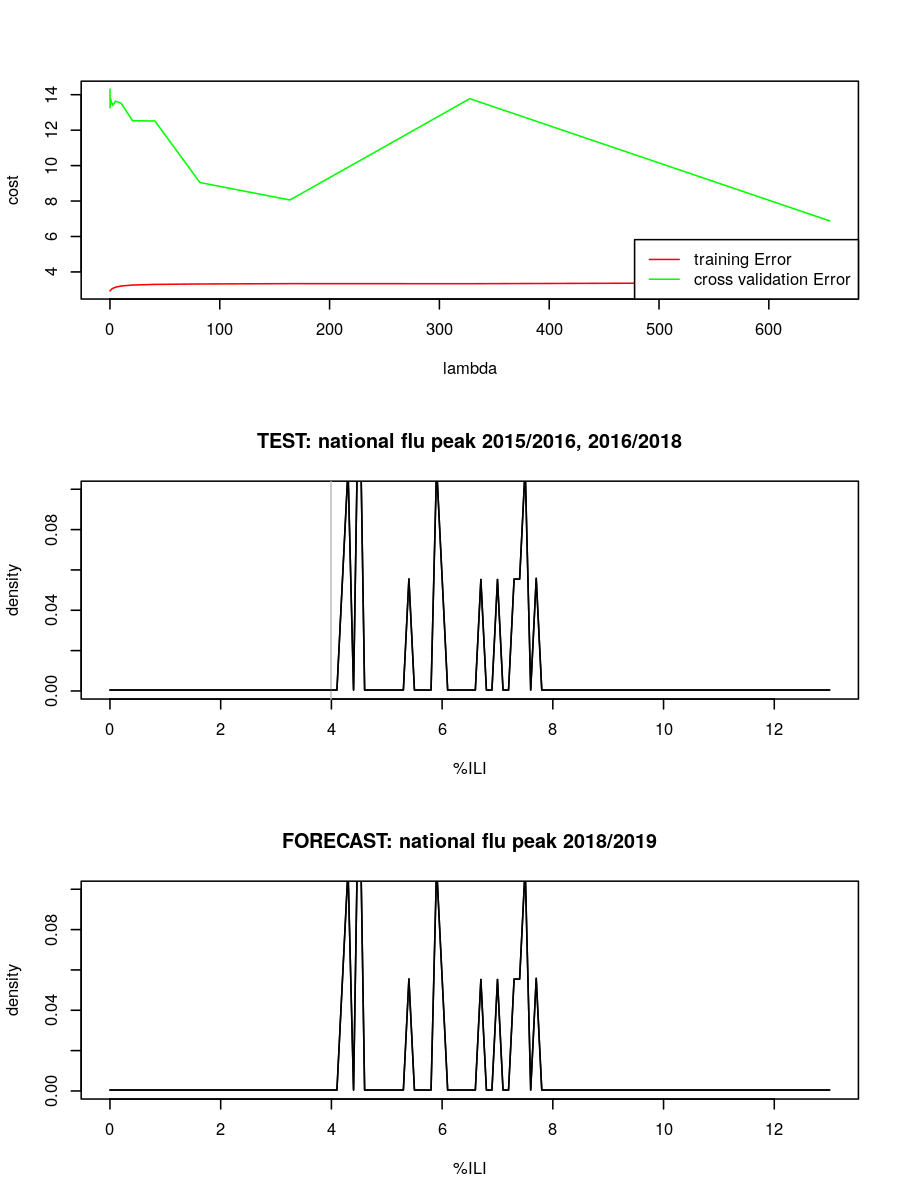 14
12
10
8
6
4
cost
training Error
cross validation Error
0 100 200 300 400 500 600
lambda
TEST: national flu peak 2015/2016, 2016/2018
0.08
0.04
0.00
density
0 2 4 6 8 10 12
%ILI
FORECAST: national flu peak 2018/2019
0.08
0.04
0.00
density
0 2 4 6 8 10 12
%ILI